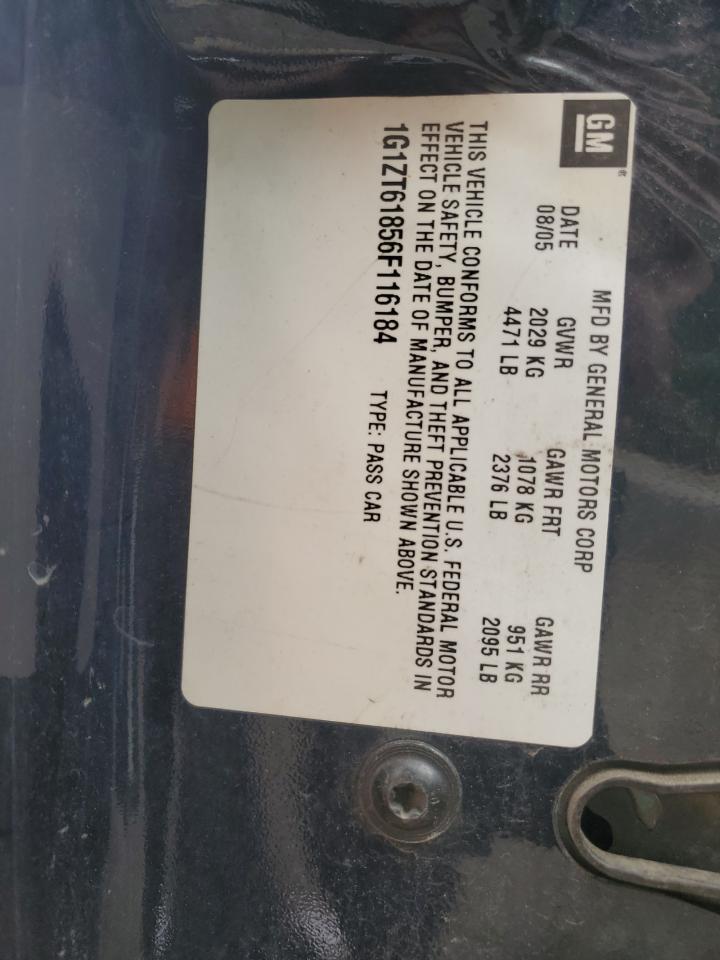 GM®
MFD BY GENERAL MOTORS CORP
DATE GVWR GAWR FRT GAWR RR
08/05 2029 KG 1078 KG 951 KG
4471 LB 2376 LB 2095 LB
THIS VEHICLE CONFORMS TO ALL APPLICABLE U.S. FEDERAL MOTOR
VEHICLE SAFETY, BUMPER, AND THEFT PREVENTION STANDARDS IN
EFFECT ON THE DATE OF MANUFACTURE SHOWN ABOVE.
1G1ZT61856F116184 TYPE: PASS CAR